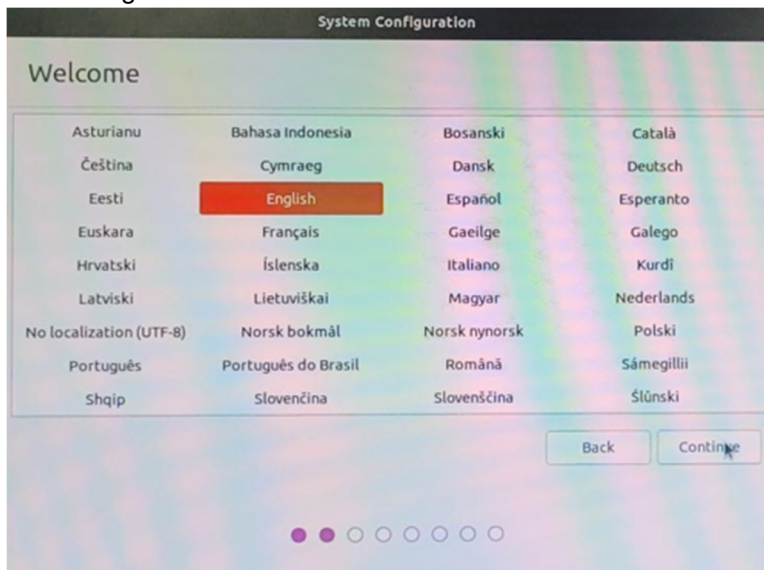 System Configuration
Welcome
Asturianu Bahasa Indonesia Bosanski Català
Čeština Cymraeg Dansk Deutsch
Eesti English Español Esperanto
Euskara Français Gaeilge Galego
Hrvatski Íslenska Italiano Kurdî
Latviski Lietuviškai Magyar Nederlands
No localization (UTF-8) Norsk bokmål Norsk nynorsk Polski
Português Português do Brasil Română Sámegillii
Shqip Slovenčina Slovenščina Ślůnski
Back Continue